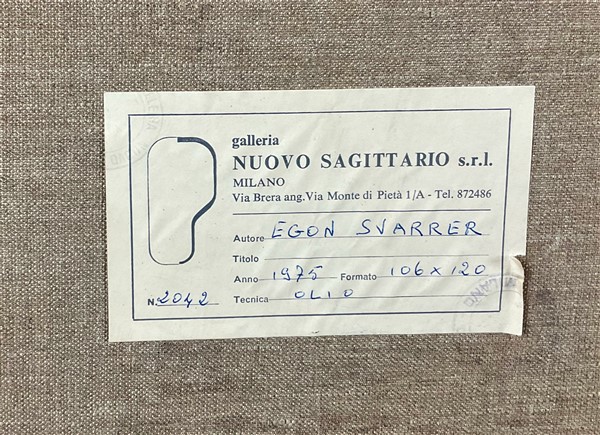 galleria
NUOVO SAGITTARIO s.r.l.
MILANO
Via Brera ang.Via Monte di Pietà 1/A - Tel. 872486
Autore EGON SVARRER
Titolo
Anno 1975 Formato 106 x 120
N. 2042 Tecnica OLIO